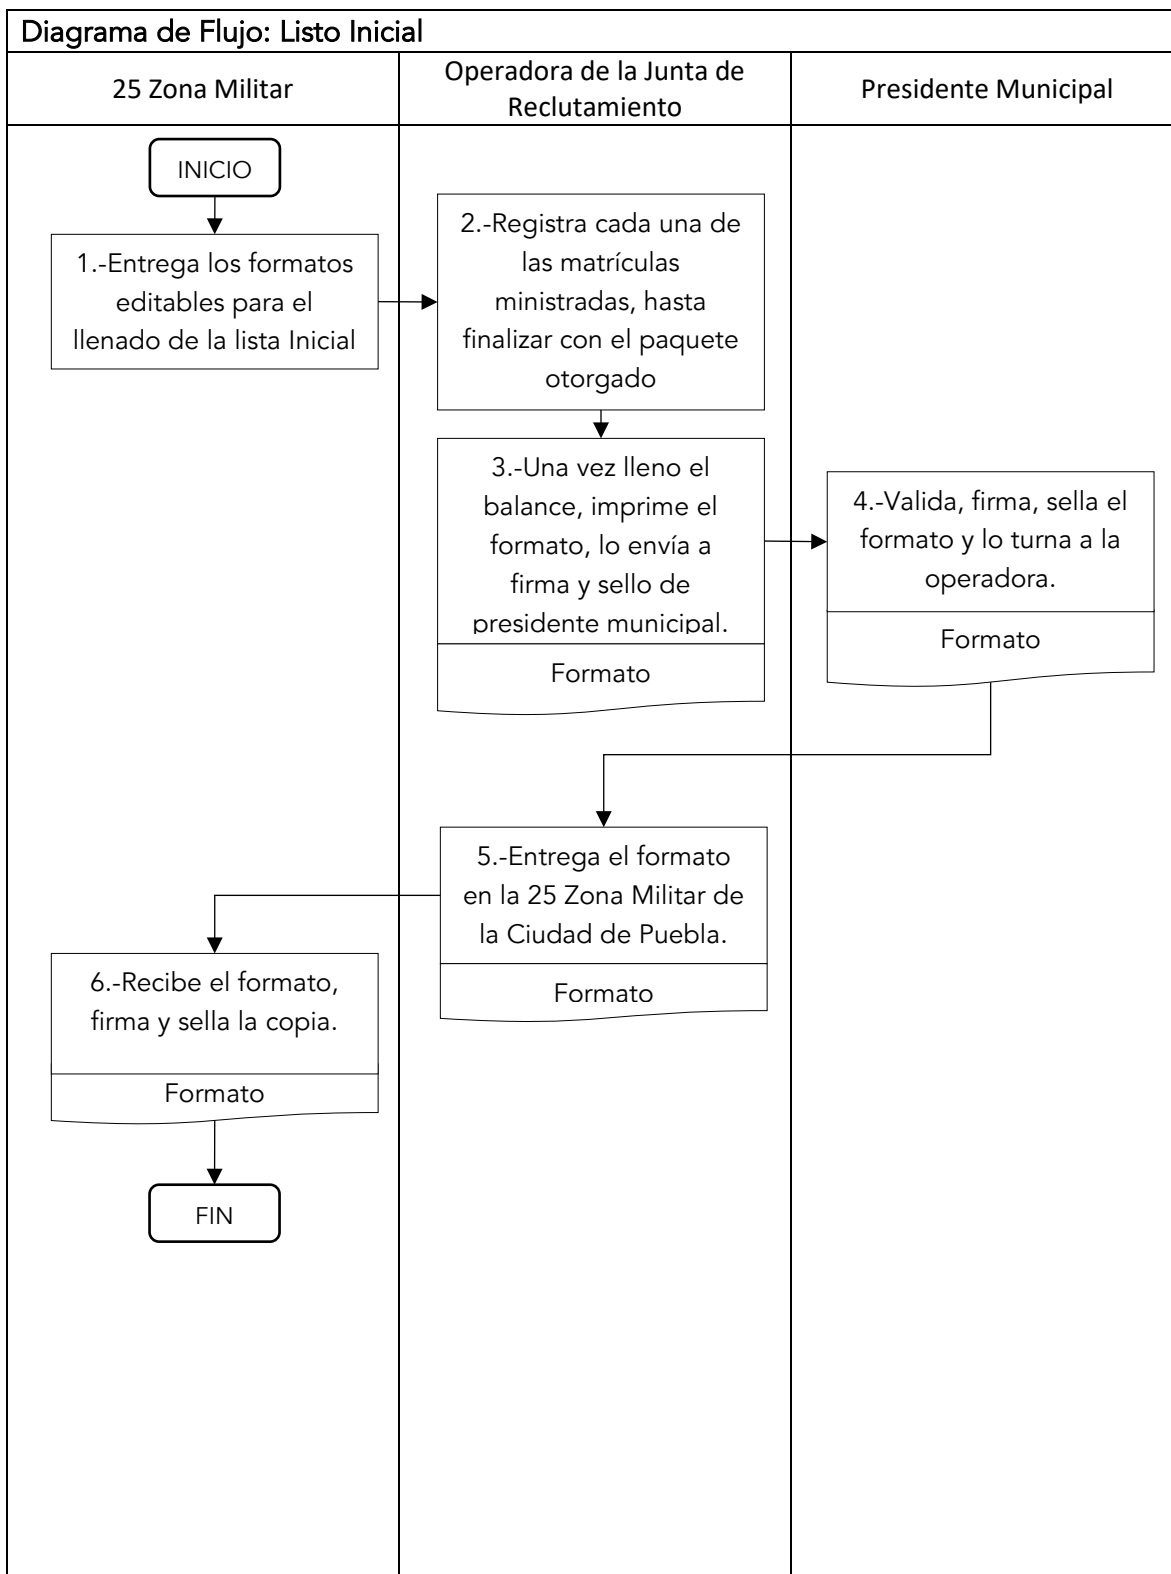 Diagrama de Flujo: Listo Inicial
25 Zona Militar
Operadora de la Junta de
Reclutamiento
Presidente Municipal
INICIO
1.-Entrega los formatos
editables para el
llenado de la lista Inicial
2.-Registra cada una de
las matrículas
ministradas, hasta
finalizar con el paquete
otorgado
3.-Una vez lleno el
balance, imprime el
formato, lo envía a
firma y sello de
presidente municipal.
Formato
4.-Valida, firma, sella el
formato y lo turna a la
operadora.
Formato
5.-Entrega el formato
en la 25 Zona Militar de
la Ciudad de Puebla.
Formato
6.-Recibe el formato,
firma y sella la copia.
Formato
FIN